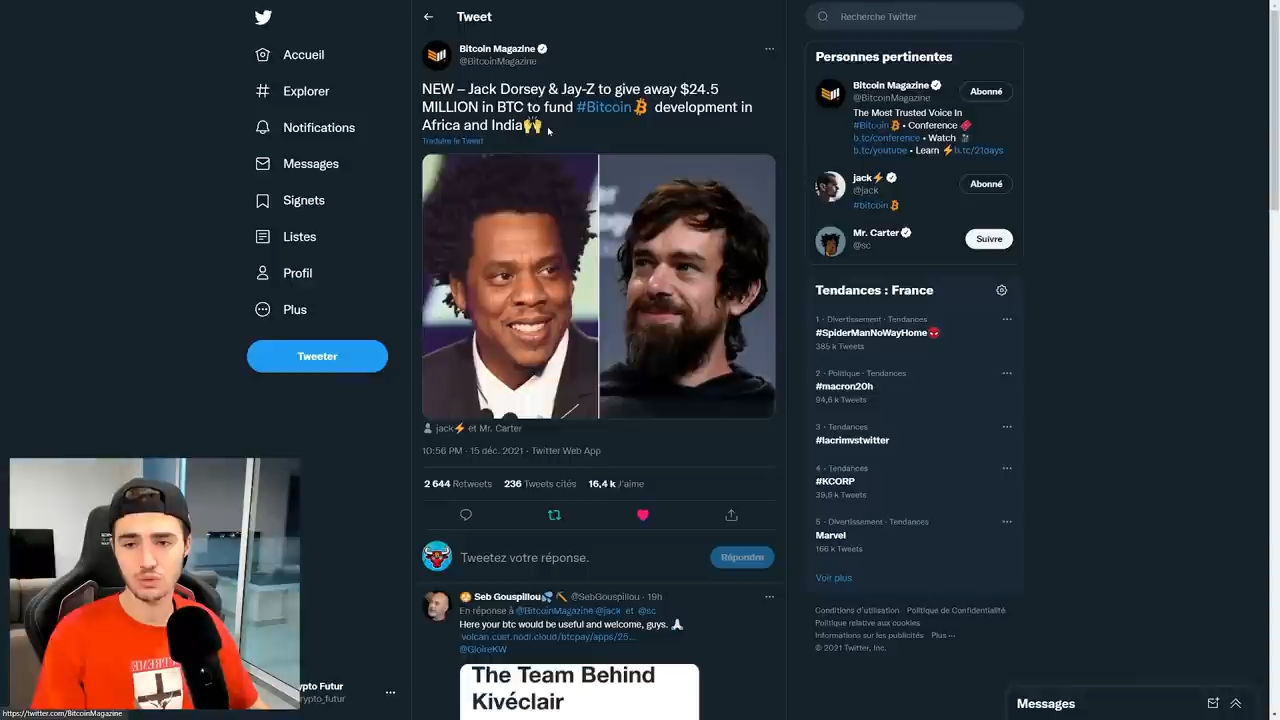 Tweet
Recherche Twitter
Accueil
Explorer
Notifications
Messages
Signets
Listes
Profil
Plus
Tweeter
Bitcoin Magazine
@BitcoinMagazine
NEW – Jack Dorsey & Jay-Z to give away $24.5
MILLION in BTC to fund #Bitcoin development in
Africa and India🙌
Traduire le Tweet
jack⚡ et Mr. Carter
10:56 PM · 15 déc. 2021 · Twitter Web App
2 644 Retweets 236 Tweets cités 16,4 k J'aime
Tweetez votre réponse.
Répondre
Seb Gouspillou @SebGouspillou · 19h
En réponse à @BitcoinMagazine @jack et @sc
Here your btc would be useful and welcome, guys. 🙏
@GloireKW
The Team Behind
Kivéclair
Personnes pertinentes
Bitcoin Magazine
@BitcoinMagazine
Abonné
The Most Trusted Voice In
#Bitcoin • Conference
b.tc/conference • Watch
b.tc/youtube • Learn ⚡b.tc/21days
jack⚡
@jack
Abonné
#bitcoin
Mr. Carter
@sc
Suivre
Tendances : France
1 · Divertissement · Tendances
#SpiderManNoWayHome
385 k Tweets
2 · Politique · Tendances
#macron20h
94,6 k Tweets
3 · Tendances
#lacrimvstwitter
4 · Tendances
#KCORP
39,6 k Tweets
5 · Divertissement · Tendances
Marvel
166 k Tweets
Voir plus
Conditions d'utilisation Politique de Confidentialité
Politique relative aux cookies
Informations sur les publicités Plus ···
© 2021 Twitter, Inc.
Messages
ypto Futur
rypto_futur
https://twitter.com/BitcoinMagazine